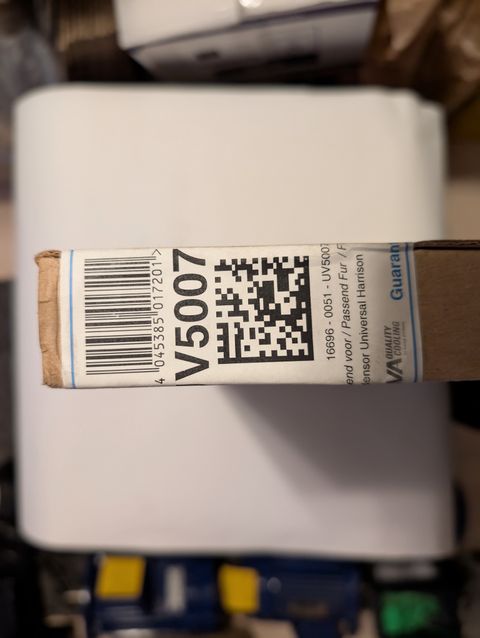 4 045385 017201 >
V5007
16696 - 0051 - UV5007
end voor / Passend Fur / F
ensor Universal Harrison
VA QUALITY
COOLING
Guaran